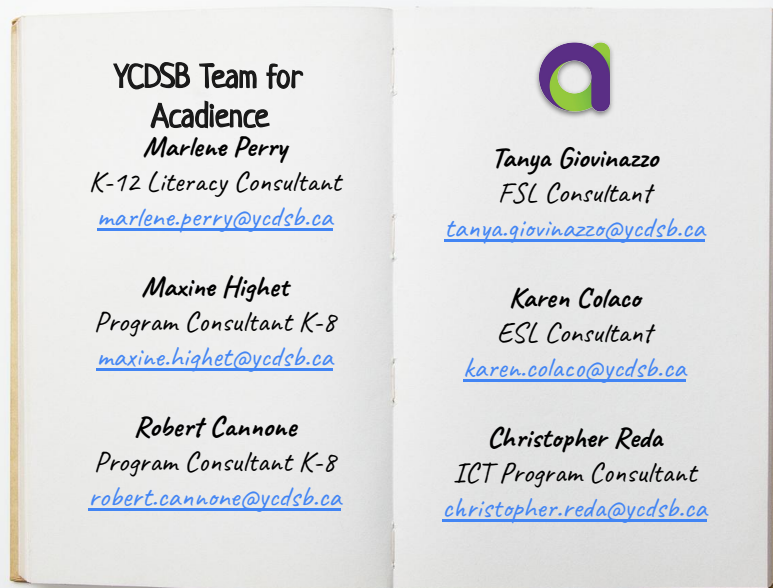 YCDSB Team for
Acadience
Marlene Perry
K-12 Literacy Consultant
marlene.perry@ycdsb.ca
Maxine Highet
Program Consultant K-8
maxine.highet@ycdsb.ca
Robert Cannone
Program Consultant K-8
robert.cannone@ycdsb.ca
Tanya Giovinazzo
FSL Consultant
tanya.giovinazzo@ycdsb.ca
Karen Colaco
ESL Consultant
karen.colaco@ycdsb.ca
Christopher Reda
ICT Program Consultant
christopher.reda@ycdsb.ca